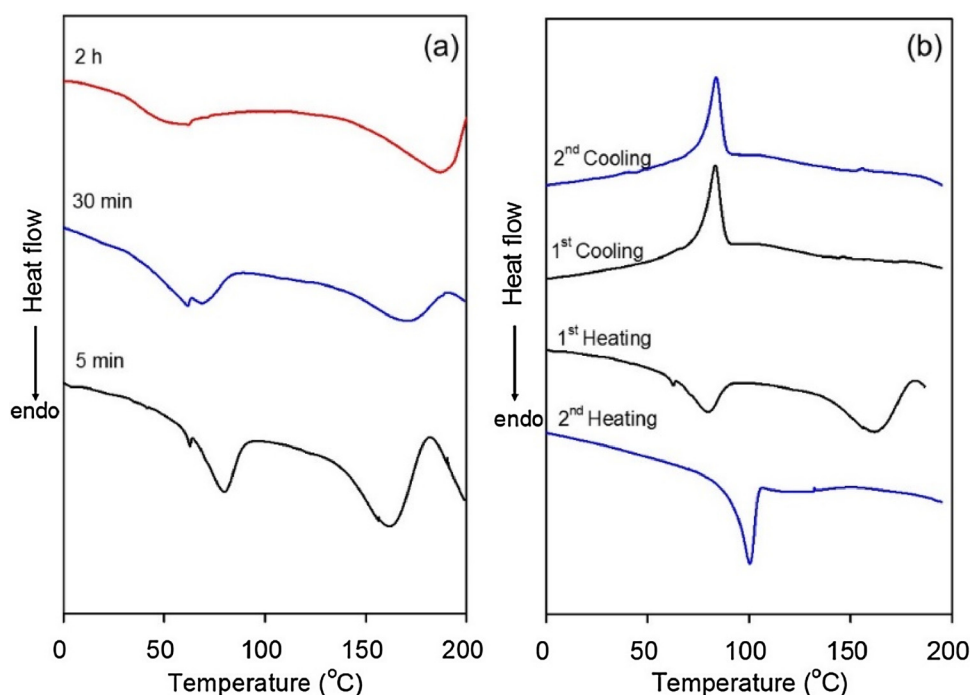 (a)
2 h
30 min
5 min
Heat flow
endo
0 50 100 150 200
Temperature (°C)
(b)
2nd Cooling
1st Cooling
1st Heating
2nd Heating
Heat flow
endo
0 50 100 150 200
Temperature (°C)